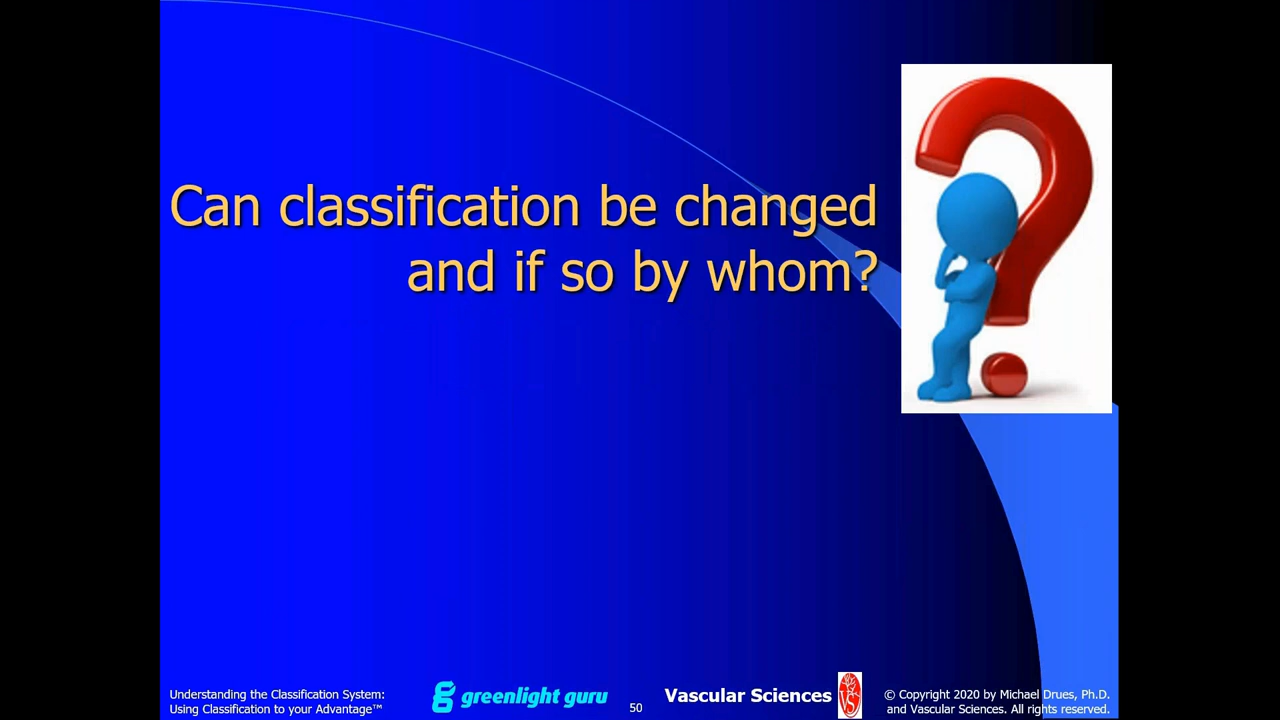 Can classification be changed
and if so by whom?
Understanding the Classification System:
Using Classification to your Advantage™
greenlight guru
50
Vascular Sciences
VS
© Copyright 2020 by Michael Drues, Ph.D.
and Vascular Sciences. All rights reserved.